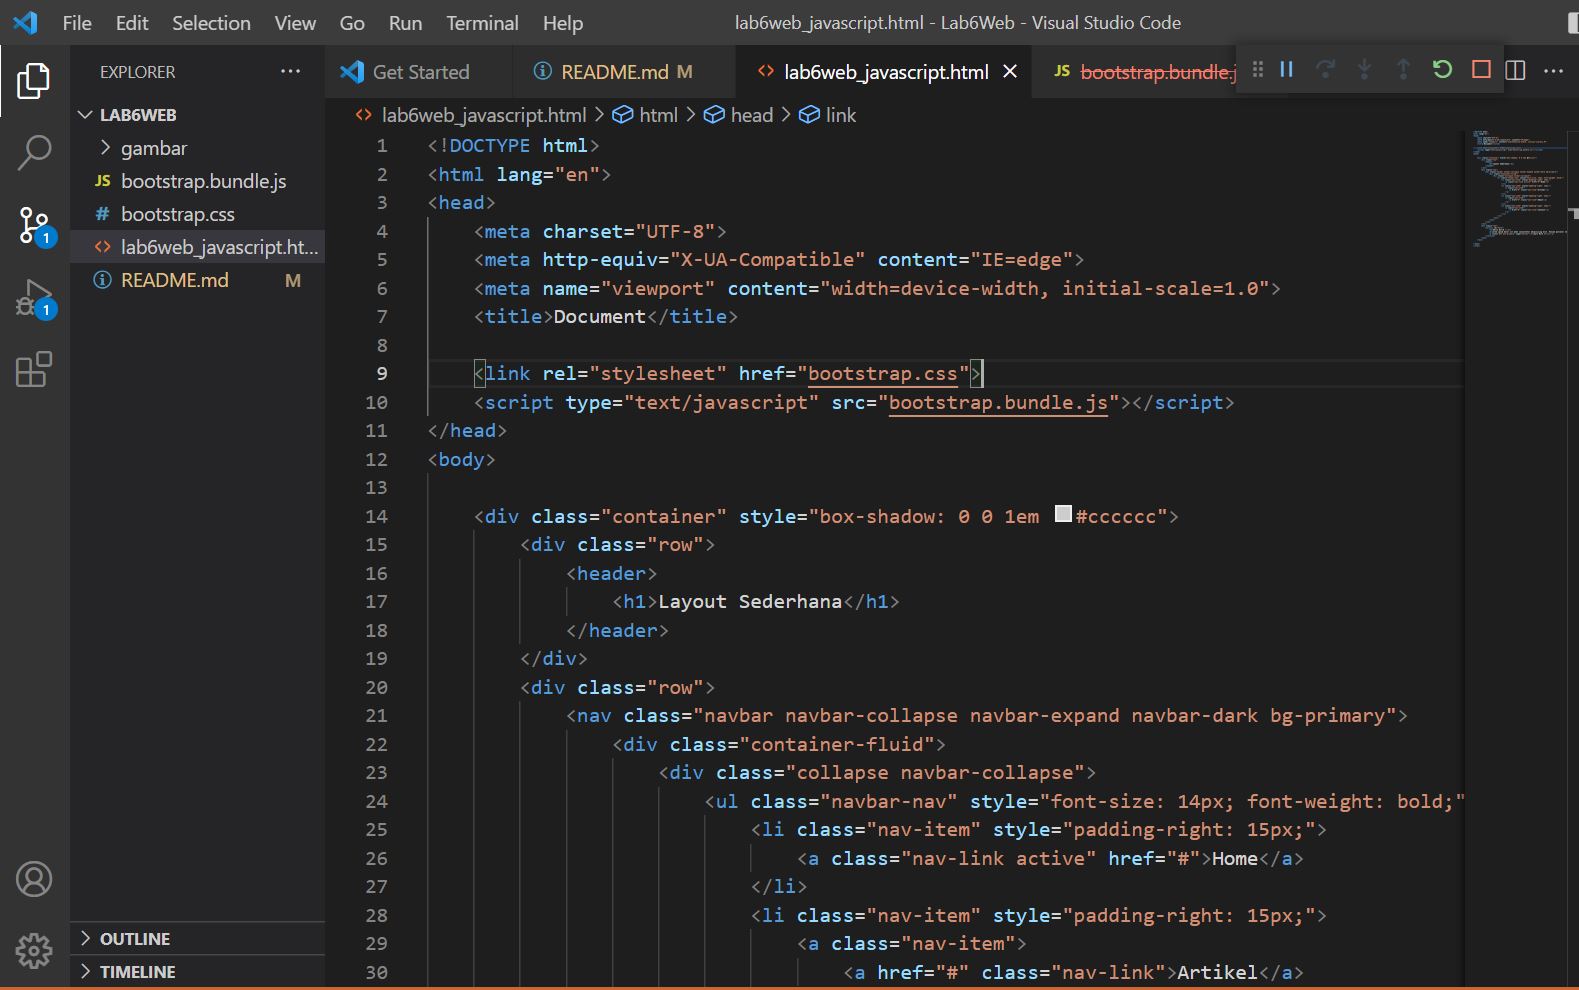 File Edit Selection View Go Run Terminal Help lab6web_javascript.html - Lab6Web - Visual Studio Code
EXPLORER
LAB6WEB
gambar
JS bootstrap.bundle.js
# bootstrap.css
<> lab6web_javascript.ht...
README.md M
1
1
OUTLINE
TIMELINE
Get Started README.md M <> lab6web_javascript.html JS bootstrap.bundle.j
<> lab6web_javascript.html > html > head > link
1 <!DOCTYPE html>
2 <html lang="en">
3 <head>
4 <meta charset="UTF-8">
5 <meta http-equiv="X-UA-Compatible" content="IE=edge">
6 <meta name="viewport" content="width=device-width, initial-scale=1.0">
7 <title>Document</title>
8
9 <link rel="stylesheet" href="bootstrap.css">
10 <script type="text/javascript" src="bootstrap.bundle.js"></script>
11 </head>
12 <body>
13
14 <div class="container" style="box-shadow: 0 0 1em #cccccc">
15 <div class="row">
16 <header>
17 <h1>Layout Sederhana</h1>
18 </header>
19 </div>
20 <div class="row">
21 <nav class="navbar navbar-collapse navbar-expand navbar-dark bg-primary">
22 <div class="container-fluid">
23 <div class="collapse navbar-collapse">
24 <ul class="navbar-nav" style="font-size: 14px; font-weight: bold;"
25 <li class="nav-item" style="padding-right: 15px;">
26 <a class="nav-link active" href="#">Home</a>
27 </li>
28 <li class="nav-item" style="padding-right: 15px;">
29 <a class="nav-item">
30 <a href="#" class="nav-link">Artikel</a>